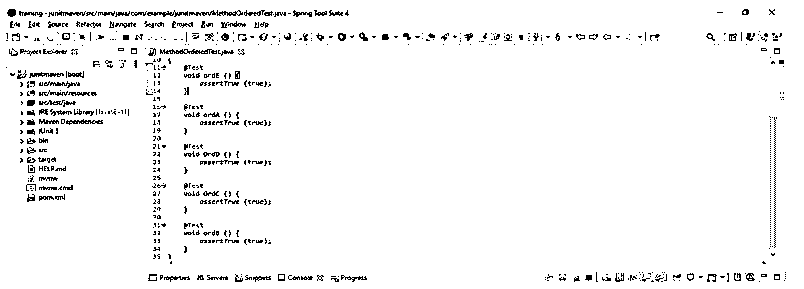 training - junitmaven/src/main/java/com/example/junitmaven/MethodOrderedTest.java - Spring Tool Suite 4
File Edit Source Refactor Navigate Search Project Run Window Help
Project Explorer
MethodOrderedTest.java
junitmaven [boot]
src/main/java
src/main/resources
src/test/java
JRE System Library
Maven Dependencies
JUnit 5
bin
src
target
HELP.md
mvnw
mvnw.cmd
pom.xml
10
11 @Test
12 void ordE () {
13 assertTrue (true);
14 }
15
16 @Test
17 void ordA () {
18 assertTrue (true);
19 }
20
21 @Test
22 void OrdD () {
23 assertTrue (true);
24 }
25
26 @Test
27 void OrdC () {
28 assertTrue (true);
29 }
30
31 @Test
32 void ordB () {
33 assertTrue (true);
34 }
35 }
Properties Servers Snippets Console Progress